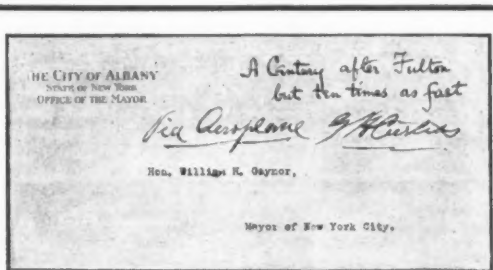 HE CITY OF ALBANY
STATE OF NEW YORK
OFFICE OF THE MAYOR
A Century after Fulton
but ten times as fast
Via Aeroplane G H Curtiss
Hon. William K. Gaynor,
Mayor of New York City.